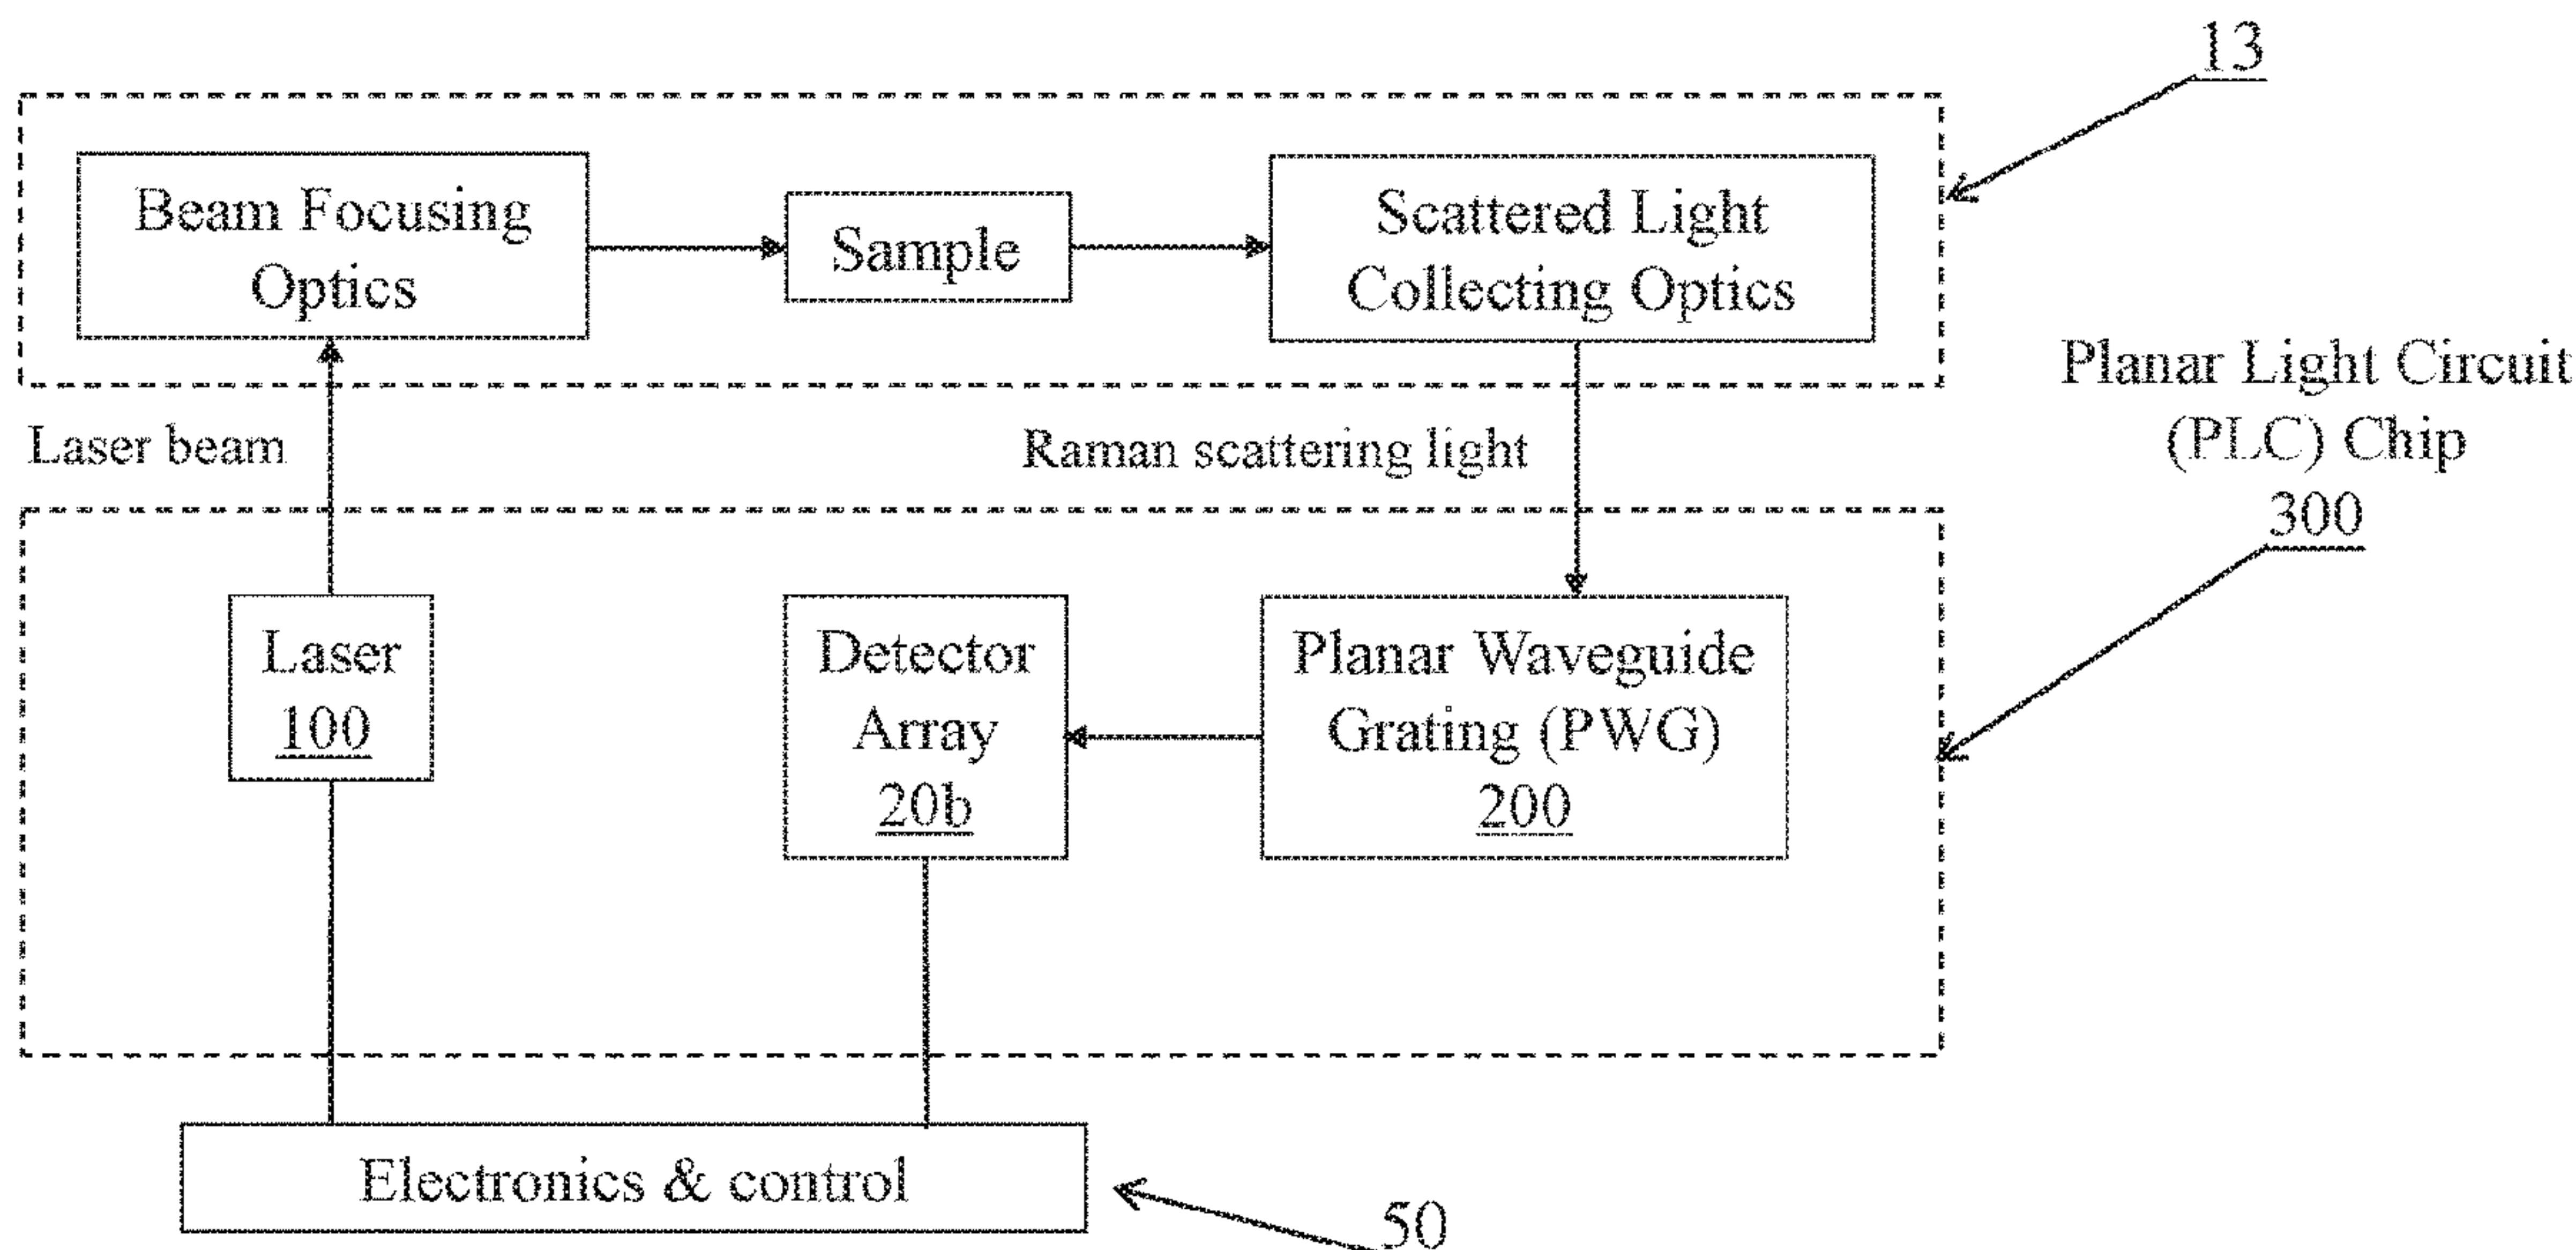 13
Beam Focusing
Optics
Sample
Scattered Light
Collecting Optics
Planar Light Circuit
(PLC) Chip
300
Laser beam
Raman scattering light
Laser
100
Detector
Array
20b
Planar Waveguide
Grating (PWG)
200
Electronics & control
50